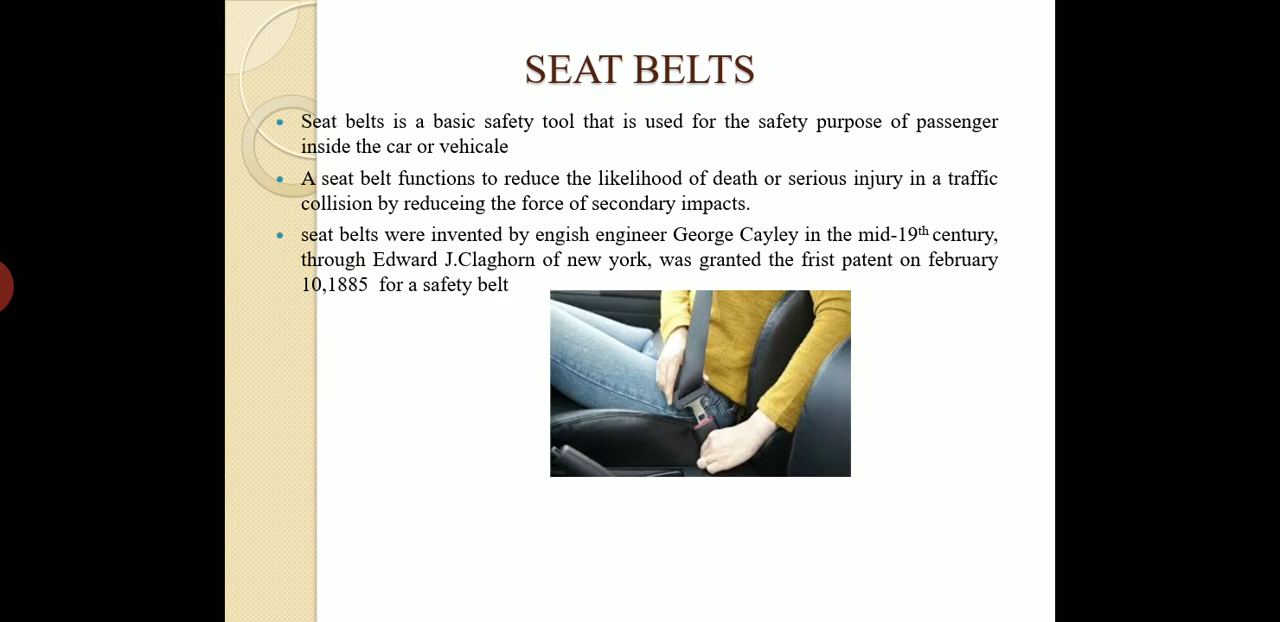 SEAT BELTS
Seat belts is a basic safety tool that is used for the safety purpose of passenger
inside the car or vehicale
A seat belt functions to reduce the likelihood of death or serious injury in a traffic
collision by reduceing the force of secondary impacts.
seat belts were invented by engish engineer George Cayley in the mid-19th century,
through Edward J.Claghorn of new york, was granted the frist patent on february
10,1885 for a safety belt